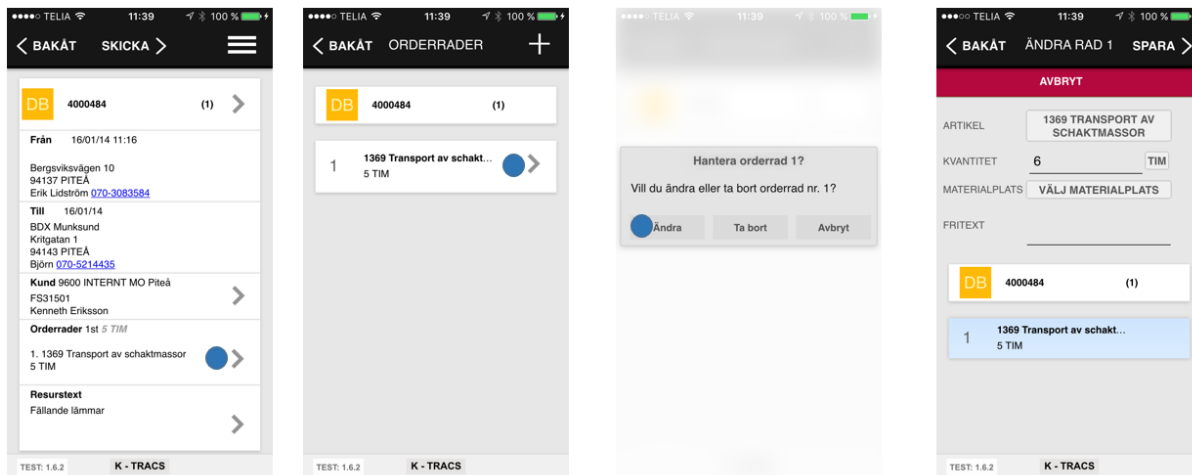 TELIA 11:39 100 %
BAKÅT SKICKA
DB 4000484 (1)
Från 16/01/14 11:16
Bergsviksvägen 10
94137 PITEÅ
Erik Lidström 070-3083584
Till 16/01/14
BDX Munksund
Kritgatan 1
94143 PITEÅ
Björn 070-5214435
Kund 9600 INTERNT MO Piteå
FS31501
Kenneth Eriksson
Orderrader 1st 5 TIM
1. 1369 Transport av schaktmassor
5 TIM
Resurstext
Fällande lämmar
TEST: 1.6.2 K - TRACS
TELIA 11:39 100 %
BAKÅT ORDERRADER
DB 4000484 (1)
1 1369 Transport av schakt...
5 TIM
TEST: 1.6.2 K - TRACS
TELIA 11:39 100 %
Hantera orderrad 1?
Vill du ändra eller ta bort orderrad nr. 1?
Ändra Ta bort Avbryt
TELIA 11:39 100 %
BAKÅT ÄNDRA RAD 1 SPARA
AVBRYT
ARTIKEL 1369 TRANSPORT AV
SCHAKTMASSOR
KVANTITET 6 TIM
MATERIALPLATS VÄLJ MATERIALPLATS
FRITEXT
DB 4000484 (1)
1 1369 Transport av schakt...
5 TIM
TEST: 1.6.2 K - TRACS